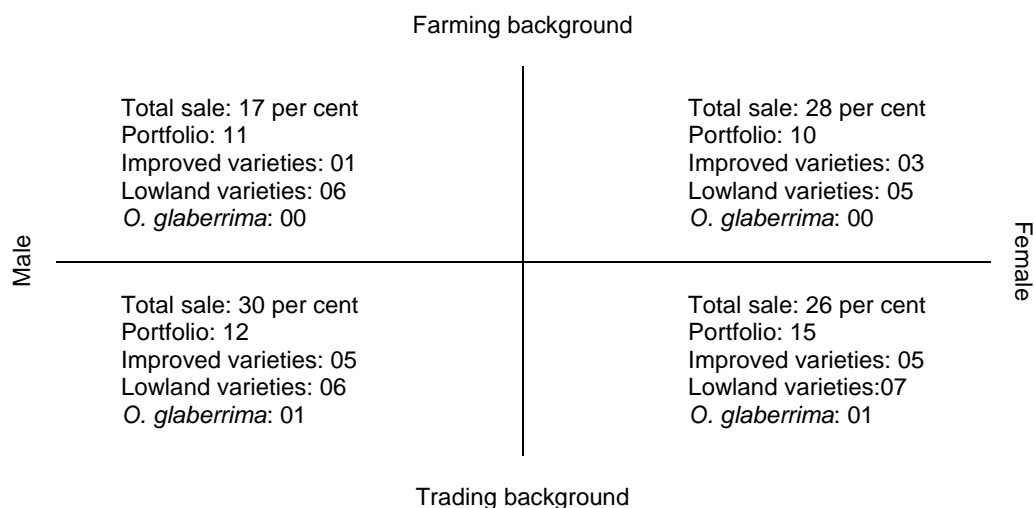 Farming background
Total sale: 17 per cent
Portfolio: 11
Improved varieties: 01
Lowland varieties: 06
O. glaberrima: 00
Total sale: 28 per cent
Portfolio: 10
Improved varieties: 03
Lowland varieties: 05
O. glaberrima: 00
Male
Female
Total sale: 30 per cent
Portfolio: 12
Improved varieties: 05
Lowland varieties: 06
O. glaberrima: 01
Total sale: 26 per cent
Portfolio: 15
Improved varieties: 05
Lowland varieties:07
O. glaberrima: 01
Trading background